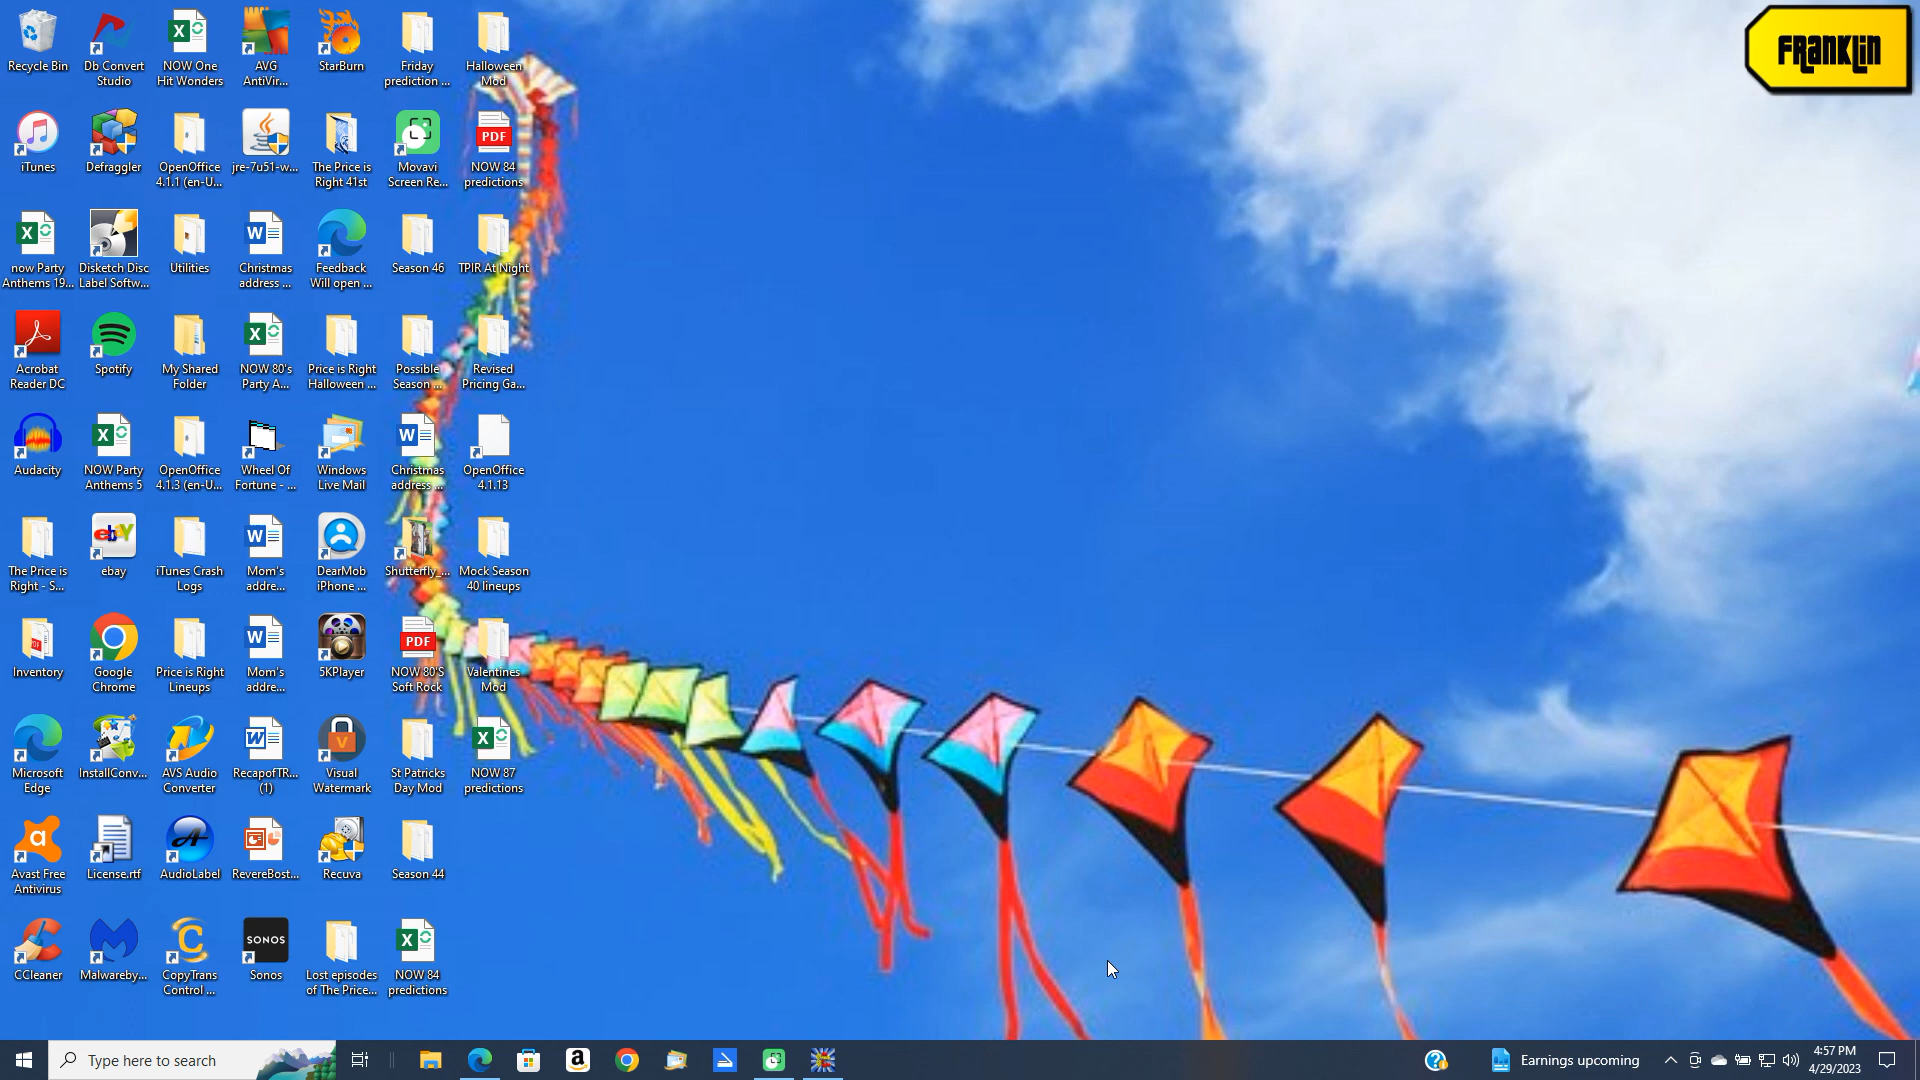 Recycle Bin
Db Convert
Studio
NOW One
Hit Wonders
AVG
AntiVir...
StarBurn
Friday
prediction ...
Halloween
Mod
FRANKLIN
iTunes
Defraggler
OpenOffice
4.1.1 (en-U...
jre-7u51-w...
The Price is
Right 41st
Movavi
Screen Re...
PDF
NOW 84
predictions
now Party
Anthems 19...
Disketch Disc
Label Softw...
Utilities
Christmas
address ...
Feedback
Will open ...
Season 46
TPIR At Night
Acrobat
Reader DC
Spotify
My Shared
Folder
NOW 80's
Party A...
Price is Right
Halloween ...
Possible
Season ...
Revised
Pricing Ga...
Audacity
NOW Party
Anthems 5
OpenOffice
4.1.3 (en-U...
Wheel Of
Fortune - ...
Windows
Live Mail
Christmas
address ...
OpenOffice
4.1.13
The Price is
Right - S...
ebay
iTunes Crash
Logs
Mom's
addre...
DearMob
iPhone ...
Shutterfly_...
Mock Season
40 lineups
Inventory
Google
Chrome
Price is Right
Lineups
Mom's
addre...
5KPlayer
PDF
NOW 80'S
Soft Rock
Valentines
Mod
Microsoft
Edge
InstallConv...
AVS Audio
Converter
RecapofTR...
(1)
Visual
Watermark
St Patricks
Day Mod
NOW 87
predictions
Avast Free
Antivirus
License.rtf
AudioLabel
RevereBost...
Recuva
Season 44
CCleaner
Malwareby...
CopyTrans
Control ...
SONOS
Sonos
Lost episodes
of The Price...
NOW 84
predictions
Type here to search
Earnings upcoming
4:57 PM
4/29/2023